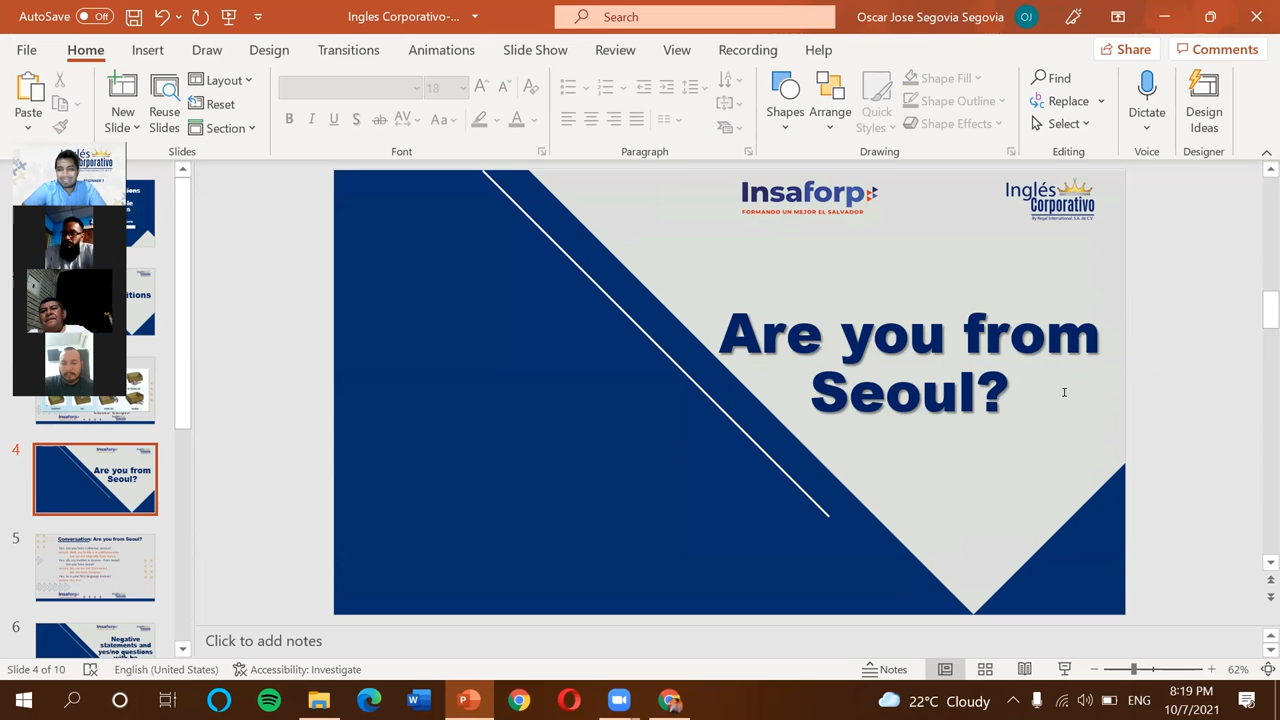 AutoSave Off
Ingles Corporativo-...
Search
Oscar Jose Segovia Segovia OJ
File Home Insert Draw Design Transitions Animations Slide Show Review View Recording Help
Share Comments
Paste
New Slide
Reuse Slides
Layout
Reset
Section
Shapes
Arrange
Quick Styles
Shape Fill
Shape Outline
Shape Effects
Find
Replace
Select
Dictate
Design Ideas
Slides Font Paragraph Drawing Editing Voice Designer
Insaforp
FORMANDO UN MEJOR EL SALVADOR
Inglés
Corporativo
Are you from
Seoul?
4
Are you from
Seoul?
5
Conversation: Are you from Seoul?
Insaforp
6
Negative
statements and
yes/no questions
with be
Click to add notes
Slide 4 of 10 English (United States) Accessibility: Investigate Notes 62%
22°C Cloudy ENG 8:19 PM
10/7/2021